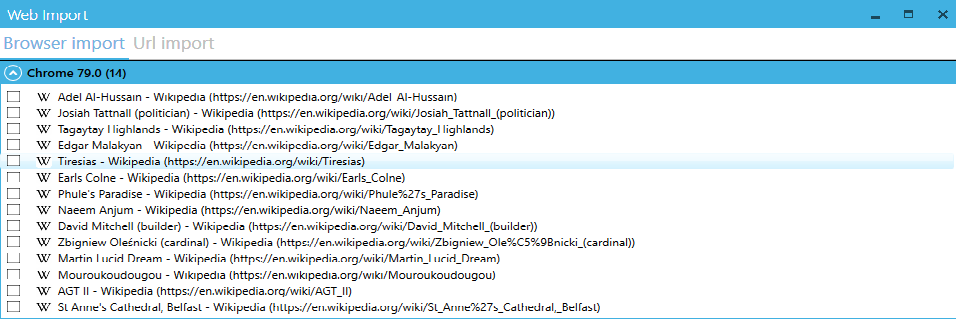 Web Import
Browser import Url import
Chrome 79.0 (14)
Adel Al-Hussain - Wikipedia (https://en.wikipedia.org/wiki/Adel_Al-Hussain)
Josiah Tattnall (politician) - Wikipedia (https://en.wikipedia.org/wiki/Josiah_Tattnall_(politician))
Tagaytay Highlands - Wikipedia (https://en.wikipedia.org/wiki/Tagaytay_Highlands)
Edgar Malakyan - Wikipedia (https://en.wikipedia.org/wiki/Edgar_Malakyan)
Tiresias - Wikipedia (https://en.wikipedia.org/wiki/Tiresias)
Earls Colne - Wikipedia (https://en.wikipedia.org/wiki/Earls_Colne)
Phule's Paradise - Wikipedia (https://en.wikipedia.org/wiki/Phule%27s_Paradise)
Naeem Anjum - Wikipedia (https://en.wikipedia.org/wiki/Naeem_Anjum)
David Mitchell (builder) - Wikipedia (https://en.wikipedia.org/wiki/David_Mitchell_(builder))
Zbigniew Oleśnicki (cardinal) - Wikipedia (https://en.wikipedia.org/wiki/Zbigniew_Ole%C5%9Bnicki_(cardinal))
Martin Lucid Dream - Wikipedia (https://en.wikipedia.org/wiki/Martin_Lucid_Dream)
Mouroukoudougou - Wikipedia (https://en.wikipedia.org/wiki/Mouroukoudougou)
AGT II - Wikipedia (https://en.wikipedia.org/wiki/AGT_II)
St Anne's Cathedral, Belfast - Wikipedia (https://en.wikipedia.org/wiki/St_Anne%27s_Cathedral,_Belfast)